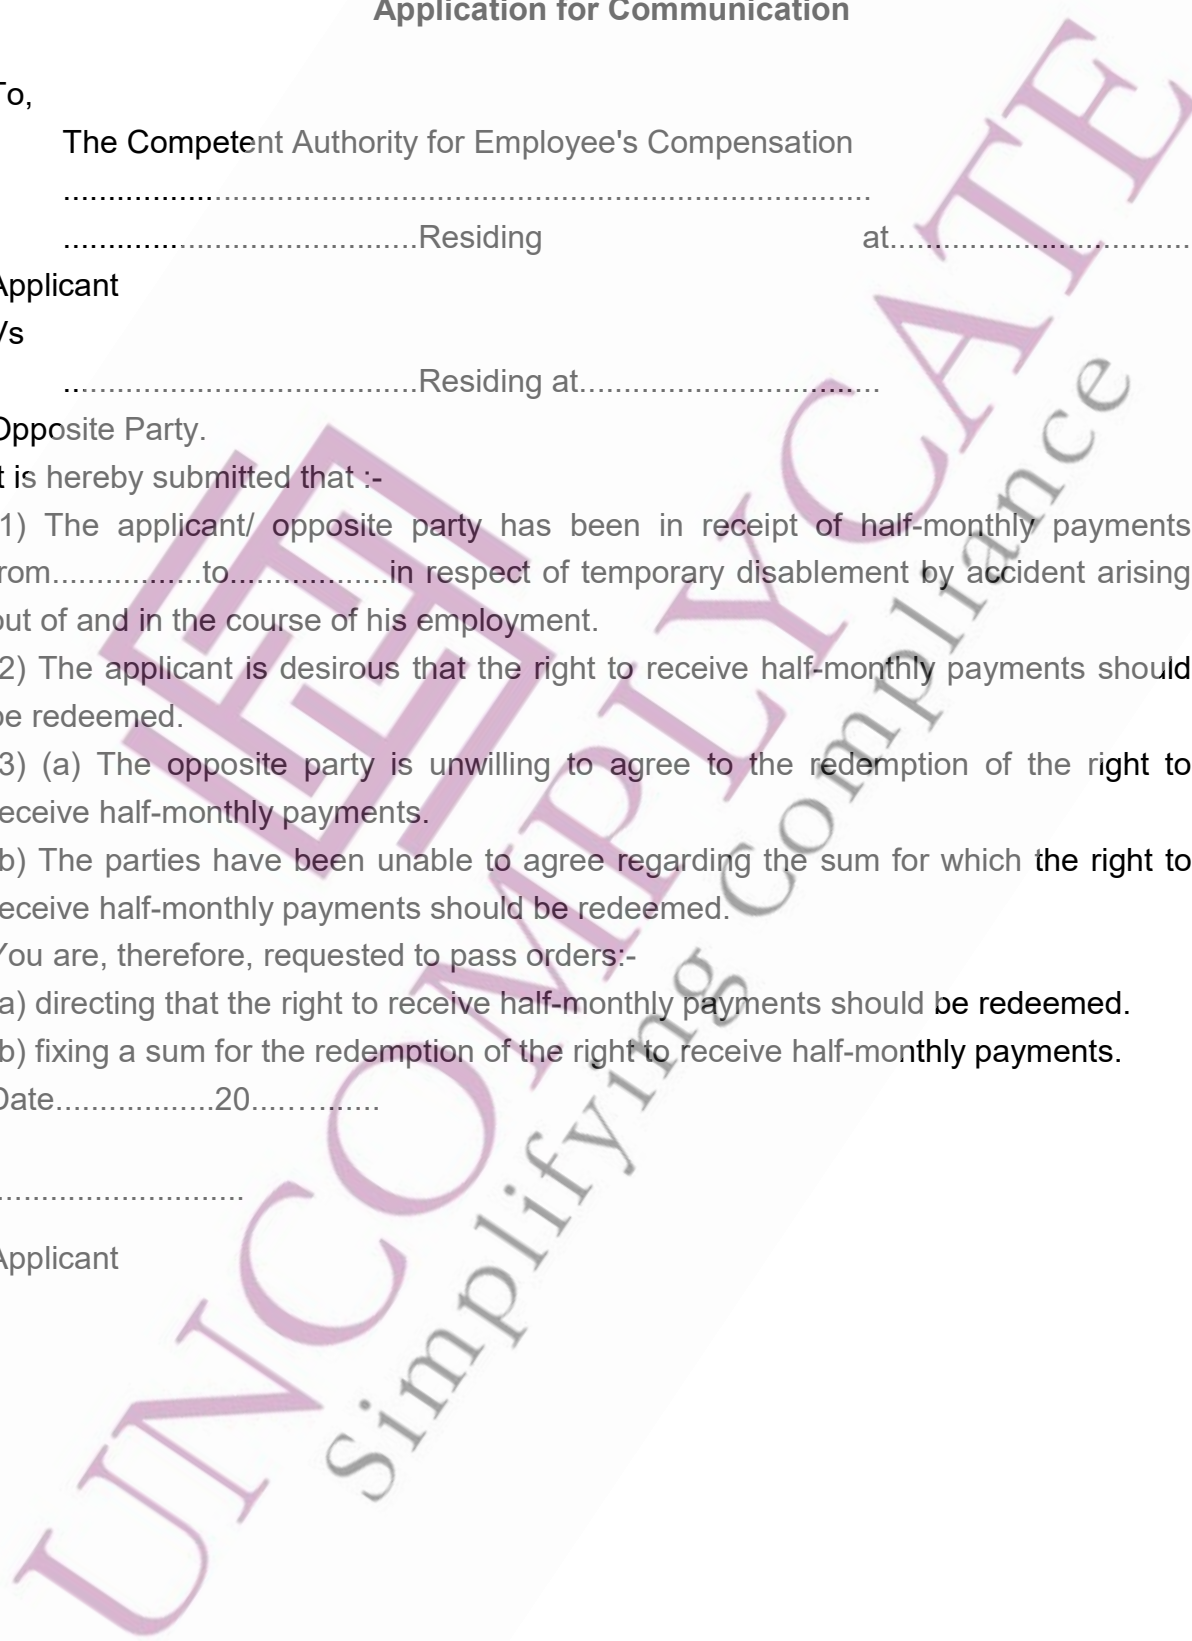 Application for Communication
To,
The Competent Authority for Employee's Compensation
...........................................................................................
........................................Residing at..................................
Applicant
Vs
........................................Residing at..................................
Opposite Party.
It is hereby submitted that :-
1) The applicant/ opposite party has been in receipt of half-monthly payments
from.................to..................in respect of temporary disablement by accident arising
out of and in the course of his employment.
2) The applicant is desirous that the right to receive half-monthly payments should
be redeemed.
3) (a) The opposite party is unwilling to agree to the redemption of the right to
receive half-monthly payments.
b) The parties have been unable to agree regarding the sum for which the right to
receive half-monthly payments should be redeemed.
You are, therefore, requested to pass orders:-
a) directing that the right to receive half-monthly payments should be redeemed.
b) fixing a sum for the redemption of the right to receive half-monthly payments.
Date..................20...............
............................
Applicant
UNCOMPLYCATE
Simplifying Compliance